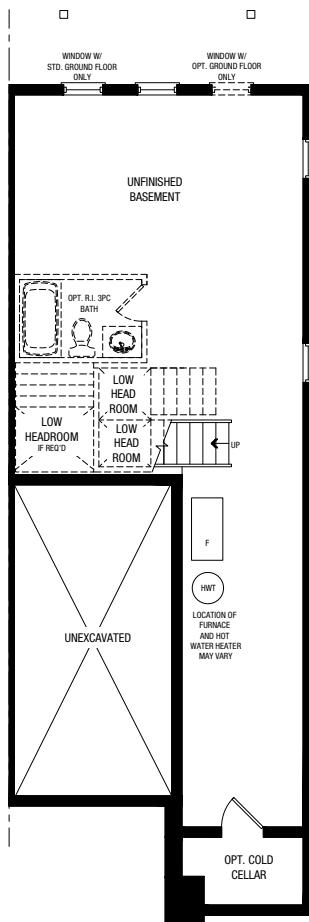 WINDOW W/
STD. GROUND FLOOR
ONLY
WINDOW W/
OPT. GROUND FLOOR
ONLY
UNFINISHED
BASEMENT
OPT. R.I. 3PC
BATH
LOW
HEAD
ROOM
LOW
HEADROOM
IF REQ'D
LOW
HEAD
ROOM
UP
F
HWT
LOCATION OF
FURNACE
AND HOT
WATER HEATER
MAY VARY
UNEXCAVATED
OPT. COLD
CELLAR